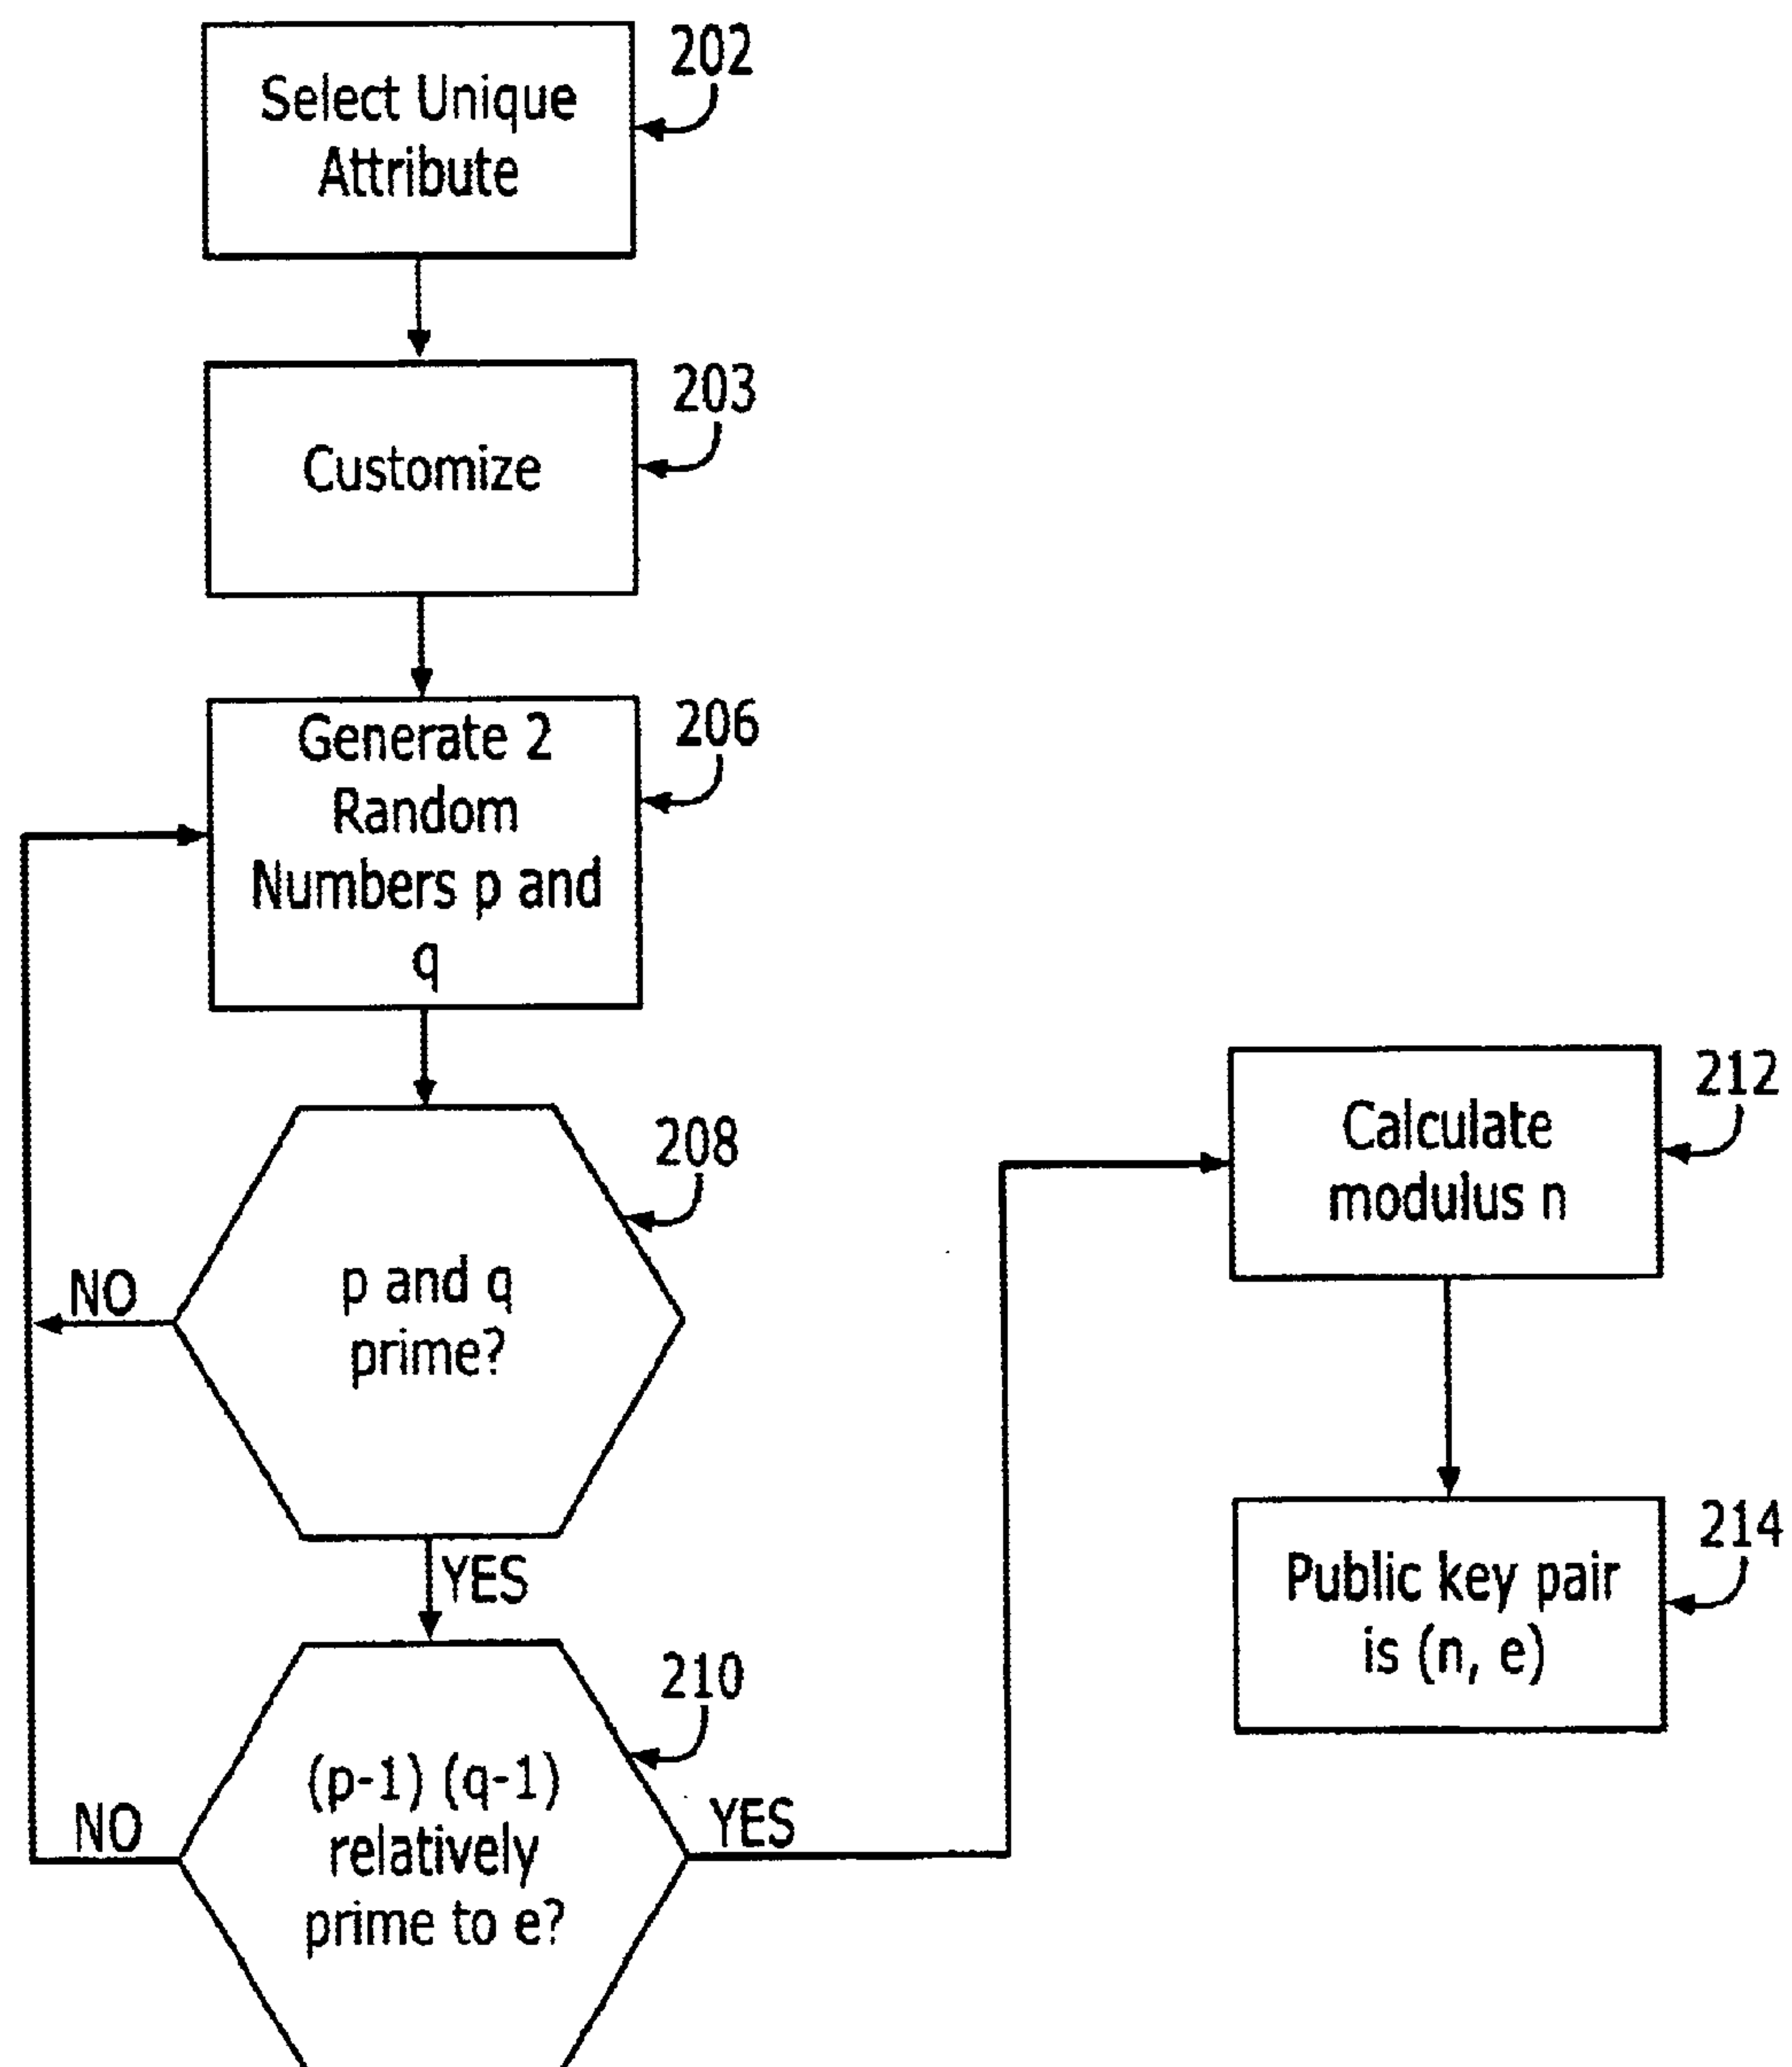 202
Select Unique
Attribute
203
Customize
206
Generate 2
Random
Numbers p and
q
208
p and q
prime?
NO
YES
210
(p-1) (q-1)
relatively
prime to e?
NO
YES
212
Calculate
modulus n
214
Public key pair
is (n, e)